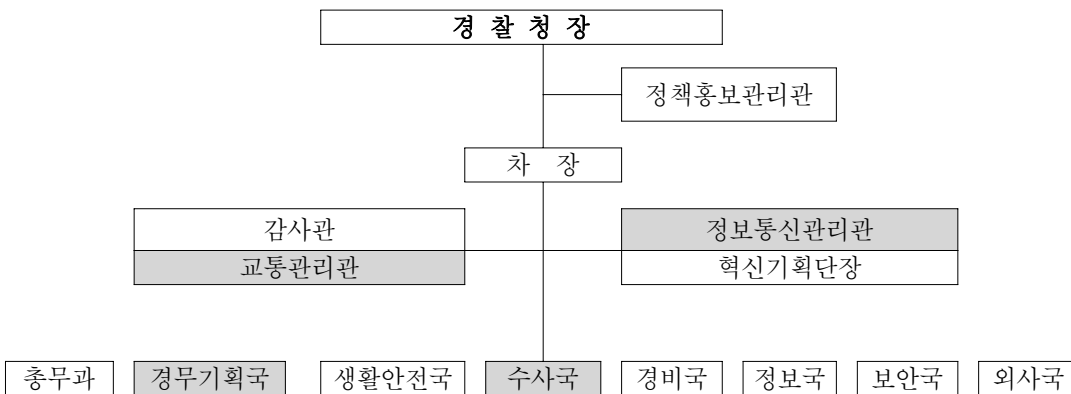 경 찰 청 장
정책홍보관리관
차 장
감사관 정보통신관리관
교통관리관 혁신기획단장
총무과 경무기획국 생활안전국 수사국 경비국 정보국 보안국 외사국